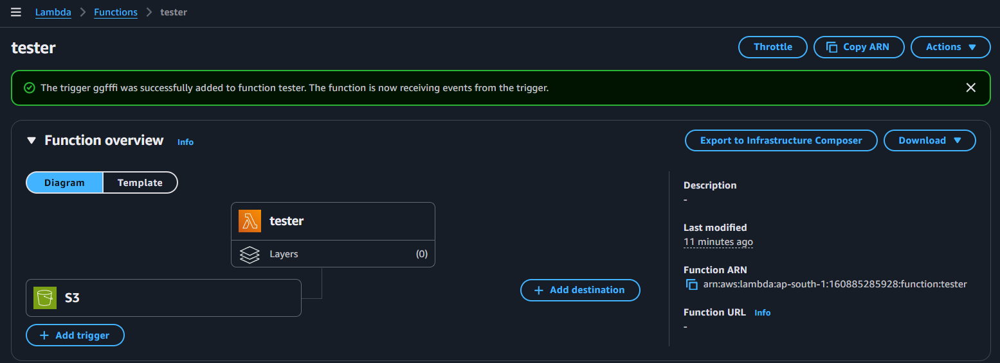 Lambda > Functions > tester
tester
Throttle Copy ARN Actions
The trigger ggfffi was successfully added to function tester. The function is now receiving events from the trigger.
Function overview Info
Export to Infrastructure Composer Download
Diagram Template
tester
Layers (0)
S3
+ Add destination
+ Add trigger
Description
-
Last modified
11 minutes ago
Function ARN
arn:aws:lambda:ap-south-1:160885285928:function:tester
Function URL Info
-